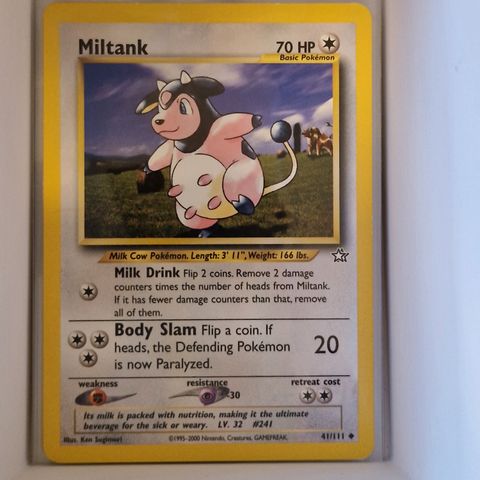 Miltank 70 HP
Basic Pokémon
Milk Cow Pokémon. Length: 3' 11", Weight: 166 lbs.
Milk Drink Flip 2 coins. Remove 2 damage
counters times the number of heads from Miltank.
If it has fewer damage counters than that, remove
all of them.
Body Slam Flip a coin. If
heads, the Defending Pokémon
is now Paralyzed.
20
weakness resistance retreat cost
-30
Its milk is packed with nutrition, making it the ultimate
beverage for the sick or weary. LV. 32 #241
Illus. Ken Sugimori ©1995-2000 Nintendo, Creatures, GAMEFREAK. 41/111